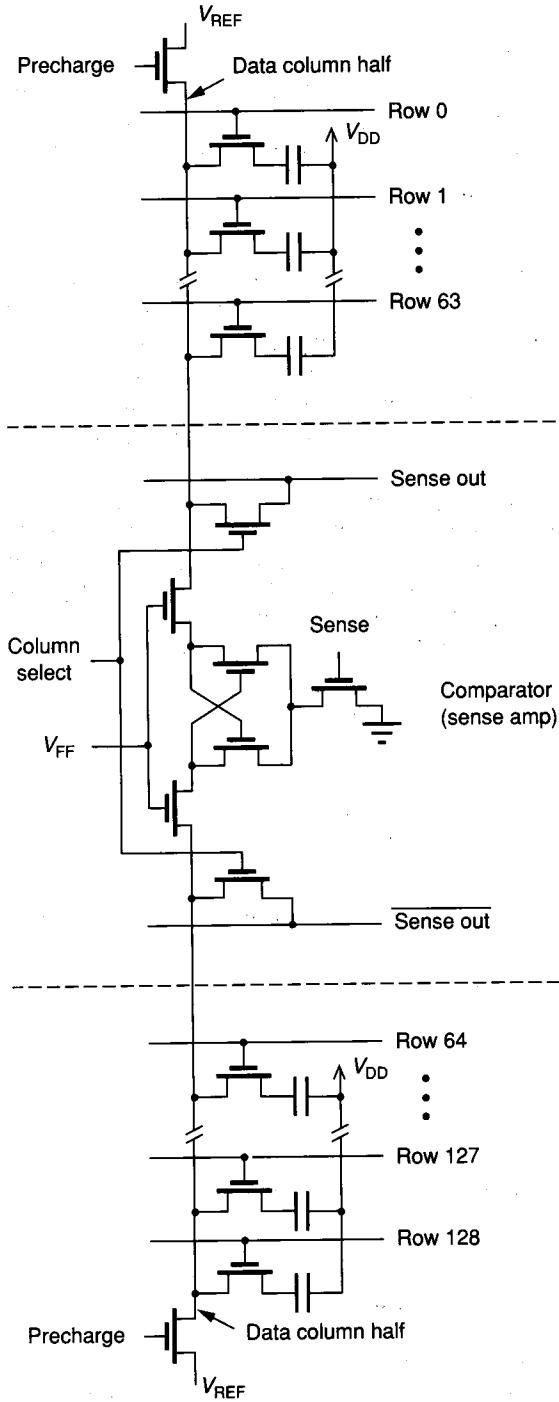 VREF
Precharge
Data column half
Row 0
VDD
Row 1
Row 63
Sense out
Sense
Column
select
Comparator
(sense amp)
VFF
Sense out
Row 64
VDD
Row 127
Row 128
Precharge
Data column half
VREF